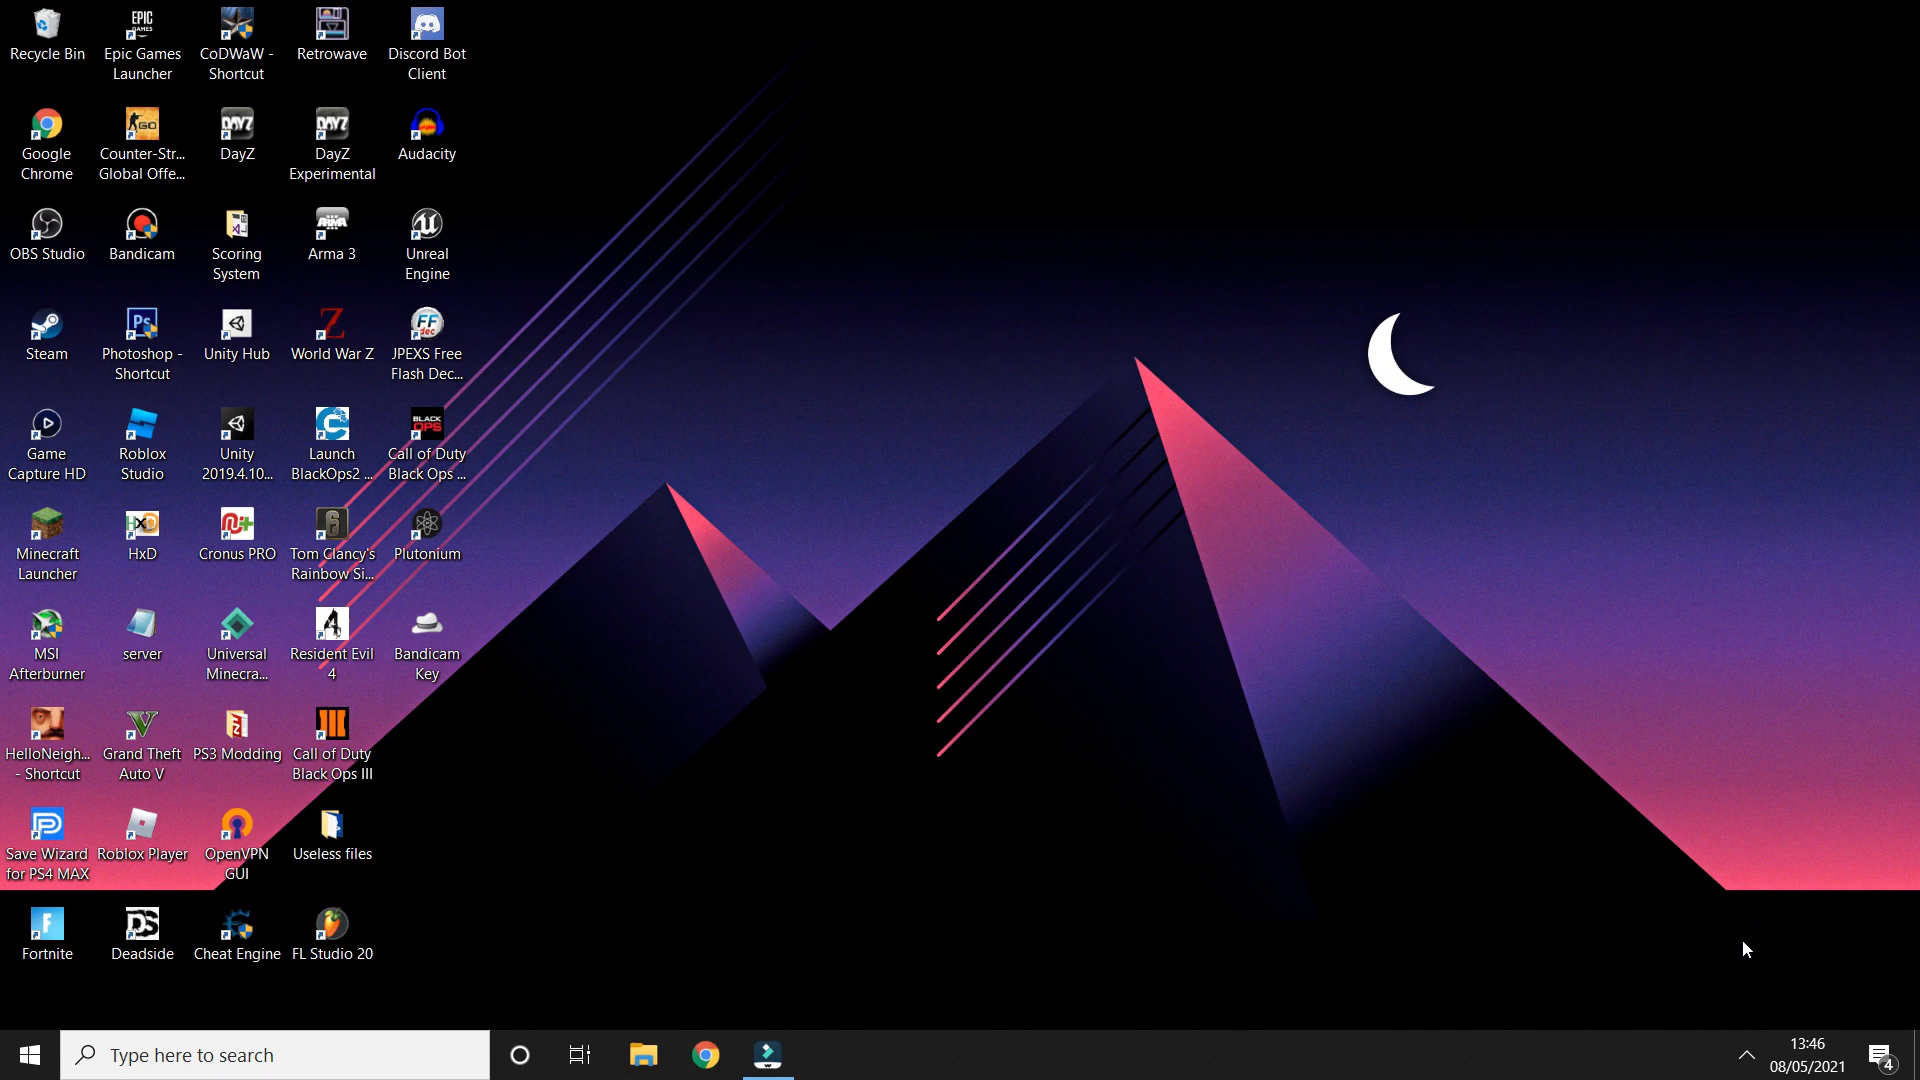 Recycle Bin
Epic Games
Launcher
CoDWaW -
Shortcut
Retrowave
Discord Bot
Client
Google
Chrome
Counter-Str...
Global Offe...
DayZ
DayZ
Experimental
Audacity
OBS Studio
Bandicam
Scoring
System
Arma 3
Unreal
Engine
Steam
Photoshop -
Shortcut
Unity Hub
World War Z
JPEXS Free
Flash Dec...
Game
Capture HD
Roblox
Studio
Unity
2019.4.10...
Launch
BlackOps2 ...
Call of Duty
Black Ops ...
Minecraft
Launcher
HxD
Cronus PRO
Tom Clancy's
Rainbow Si...
Plutonium
MSI
Afterburner
server
Universal
Minecra...
Resident Evil
4
Bandicam
Key
HelloNeigh...
- Shortcut
Grand Theft
Auto V
PS3 Modding
Call of Duty
Black Ops III
Save Wizard
for PS4 MAX
Roblox Player
OpenVPN
GUI
Useless files
Fortnite
Deadside
Cheat Engine
FL Studio 20
Type here to search
13:46
08/05/2021
4